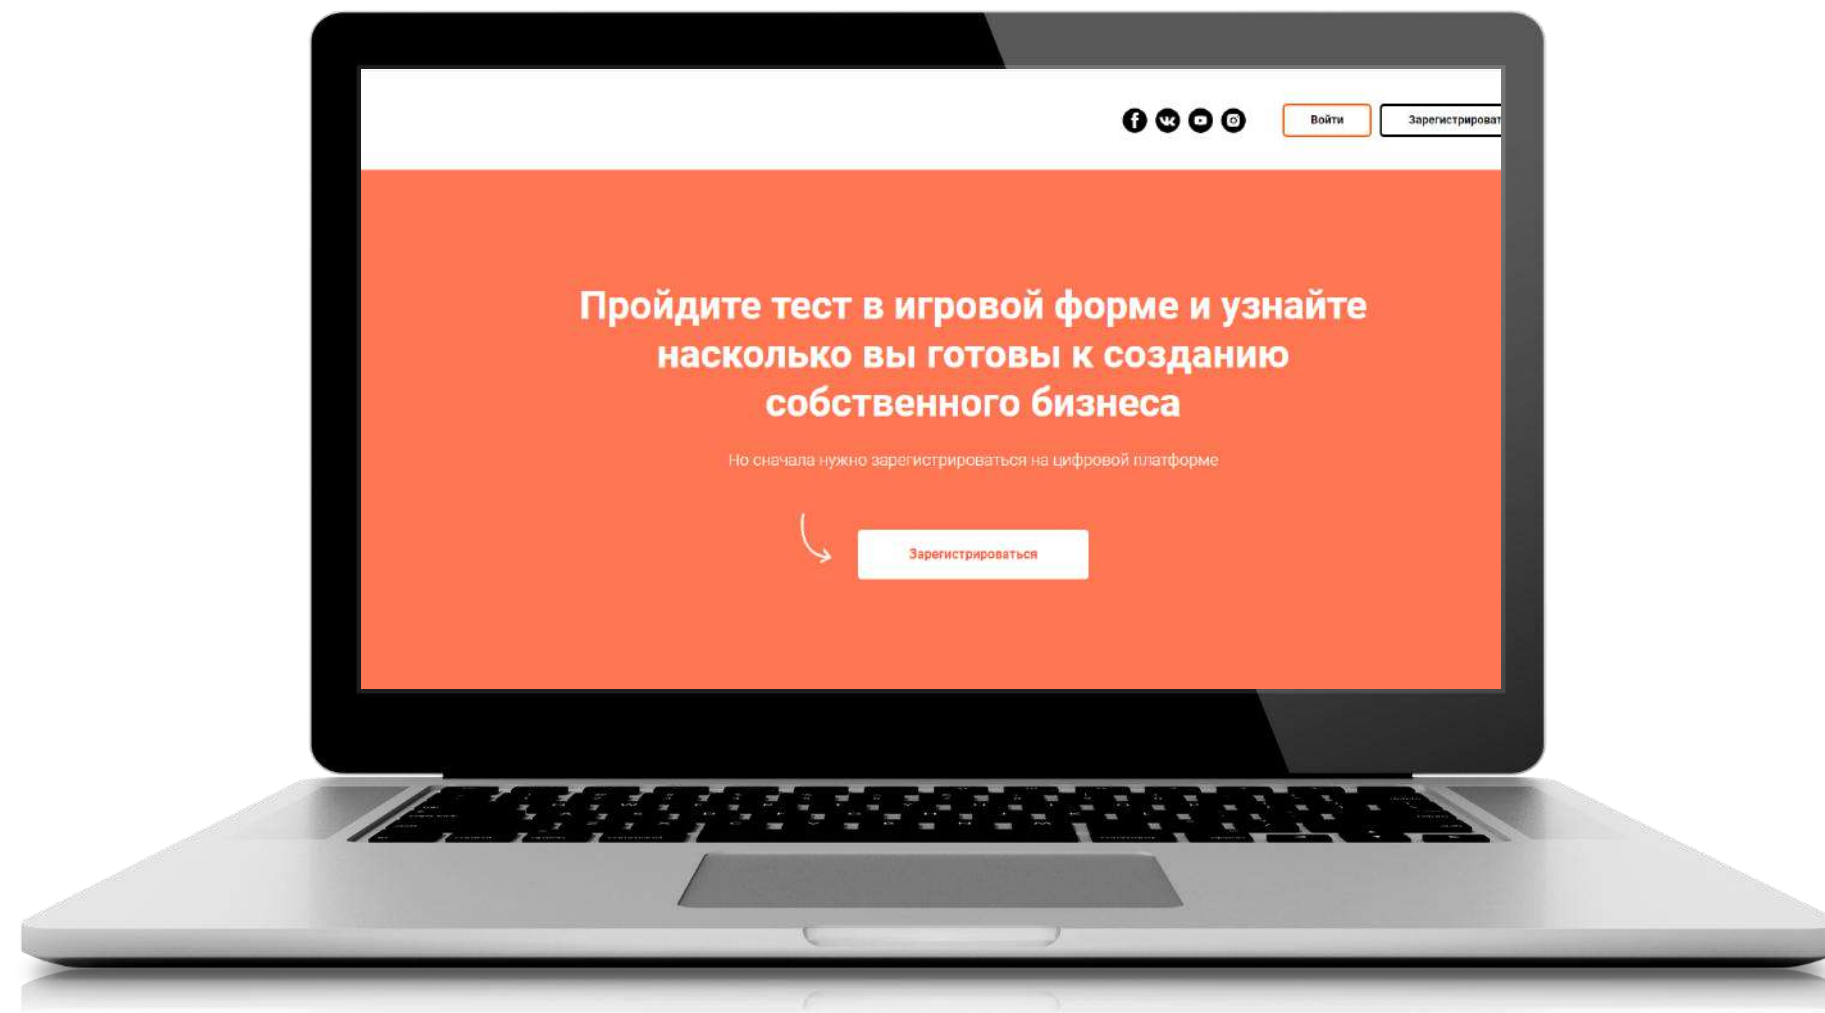 Войти
Зарегистрироват
Пройдите тест в игровой форме и узнайте
насколько вы готовы к созданию
собственного бизнеса
Но сначала нужно зарегистрироваться на цифровой платформе
Зарегистрироваться